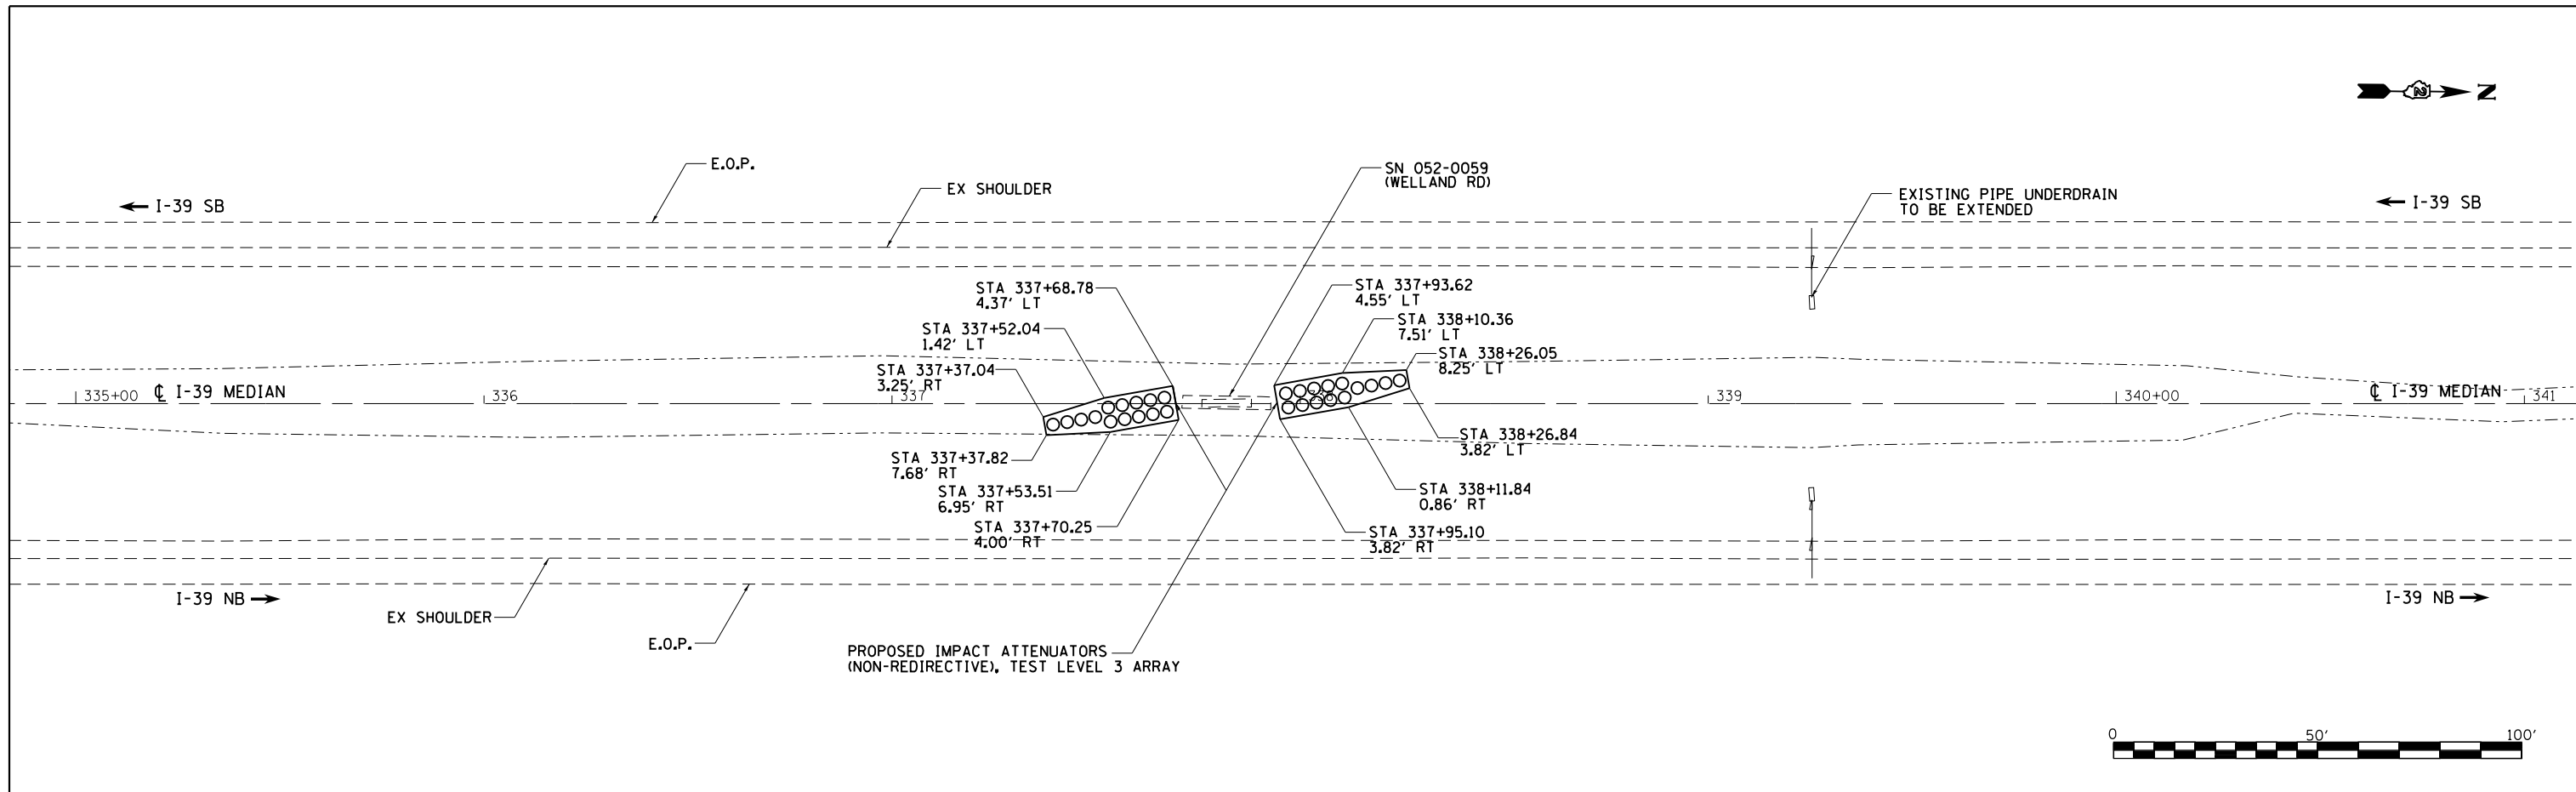 N
2
E.O.P.
EX SHOULDER
SN 052-0059
(WELLAND RD)
EXISTING PIPE UNDERDRAIN
TO BE EXTENDED
I-39 SB
I-39 SB
STA 337+68.78
4.37' LT
STA 337+93.62
4.55' LT
STA 337+52.04
1.42' LT
STA 338+10.36
7.51' LT
STA 338+26.05
8.25' LT
STA 337+37.04
3.25' RT
335+00
℄ I-39 MEDIAN
336
337
338
339
340+00
℄ I-39 MEDIAN
341
STA 338+26.84
3.82' LT
STA 337+37.82
7.68' RT
STA 337+53.51
6.95' RT
STA 338+11.84
0.86' RT
STA 337+70.25
4.00' RT
STA 337+95.10
3.82' RT
I-39 NB
I-39 NB
EX SHOULDER
E.O.P.
PROPOSED IMPACT ATTENUATORS
(NON-REDIRECTIVE), TEST LEVEL 3 ARRAY
0 50' 100'